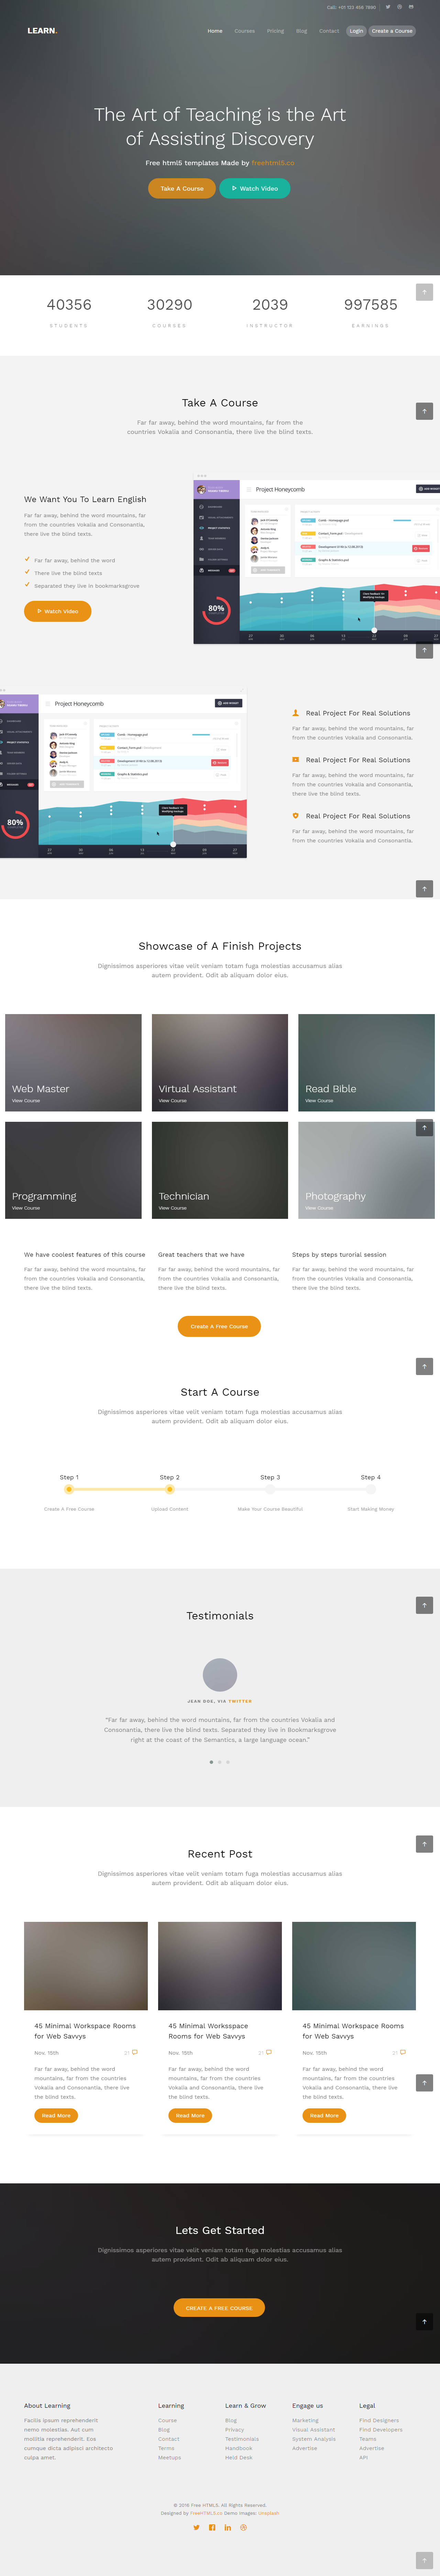 Call: +01 123 456 7890
LEARN.
Home Courses Pricing Blog Contact Login Create a Course
The Art of Teaching is the Art
of Assisting Discovery
Free html5 templates Made by freehtml5.co
Take A Course Watch Video
40356 30290 2039 997585
STUDENTS COURSES INSTRUCTOR EARNINGS
Take A Course
Far far away, behind the word mountains, far from the
countries Vokalia and Consonantia, there live the blind texts.
We Want You To Learn English
Far far away, behind the word mountains, far
from the countries Vokalia and Consonantia,
there live the blind texts.
Far far away, behind the word
There live the blind texts
Separated they live in bookmarksgrove
Watch Video
Project Honeycomb
80%
Project Honeycomb
80%
Real Project For Real Solutions
Far far away, behind the word mountains, far
from the countries Vokalia and Consonantia.
Real Project For Real Solutions
Far far away, behind the word mountains, far
from the countries Vokalia and Consonantia,
there live the blind texts.
Real Project For Real Solutions
Far far away, behind the word mountains, far
from the countries Vokalia and Consonantia.
Showcase of A Finish Projects
Dignissimos asperiores vitae velit veniam totam fuga molestias accusamus alias
autem provident. Odit ab aliquam dolor eius.
Web Master
View Course
Virtual Assistant
View Course
Read Bible
View Course
Programming
View Course
Technician
View Course
Photography
View Course
We have coolest features of this course
Far far away, behind the word mountains, far
from the countries Vokalia and Consonantia,
there live the blind texts.
Great teachers that we have
Far far away, behind the word mountains, far
from the countries Vokalia and Consonantia,
there live the blind texts.
Steps by steps turorial session
Far far away, behind the word mountains, far
from the countries Vokalia and Consonantia,
there live the blind texts.
Create A Free Course
Start A Course
Dignissimos asperiores vitae velit veniam totam fuga molestias accusamus alias
autem provident. Odit ab aliquam dolor eius.
Step 1 Step 2 Step 3 Step 4
Create A Free Course Upload Content Make Your Course Beautiful Start Making Money
Testimonials
JEAN DOE, VIA TWITTER
"Far far away, behind the word mountains, far from the countries Vokalia and
Consonantia, there live the blind texts. Separated they live in Bookmarksgrove
right at the coast of the Semantics, a large language ocean."
Recent Post
Dignissimos asperiores vitae velit veniam totam fuga molestias accusamus alias
autem provident. Odit ab aliquam dolor eius.
45 Minimal Workspace Rooms
for Web Savvys
Nov. 15th 21
Far far away, behind the word
mountains, far from the countries
Vokalia and Consonantia, there live
the blind texts.
Read More
45 Minimal Worksspace
Rooms for Web Savvys
Nov. 15th 21
Far far away, behind the word
mountains, far from the countries
Vokalia and Consonantia, there live
the blind texts.
Read More
45 Minimal Workspace Rooms
for Web Savvys
Nov. 15th 21
Far far away, behind the word
mountains, far from the countries
Vokalia and Consonantia, there live
the blind texts.
Read More
Lets Get Started
Dignissimos asperiores vitae velit veniam totam fuga molestias accusamus alias
autem provident. Odit ab aliquam dolor eius.
CREATE A FREE COURSE
About Learning
Facilis ipsum reprehenderit
nemo molestias. Aut cum
mollitia reprehenderit. Eos
cumque dicta adipisci architecto
culpa amet.
Learning
Course
Blog
Contact
Terms
Meetups
Learn & Grow
Blog
Privacy
Testimonials
Handbook
Held Desk
Engage us
Marketing
Visual Assistant
System Analysis
Advertise
Legal
Find Designers
Find Developers
Teams
Advertise
API
© 2016 Free HTML5. All Rights Reserved.
Designed by FreeHTML5.co Demo Images: Unsplash